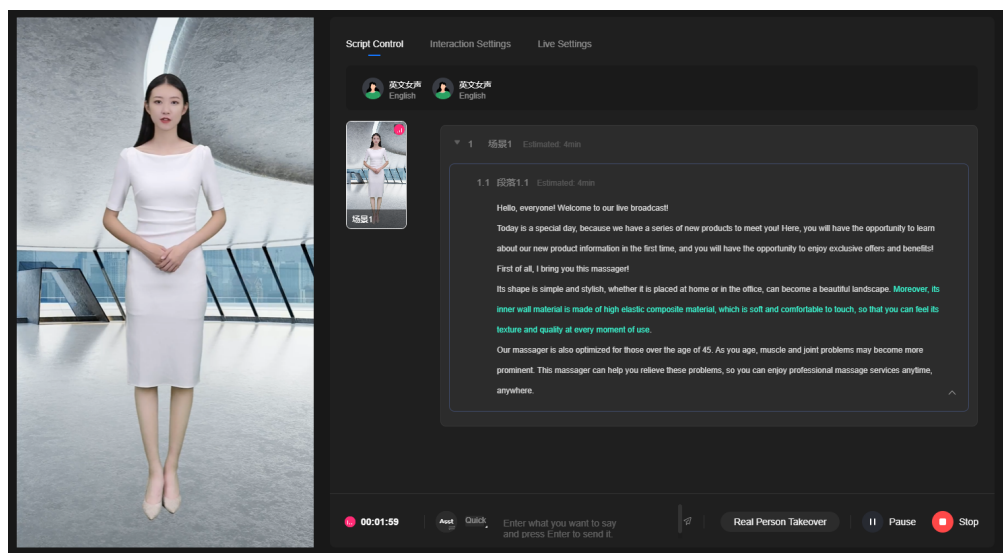 Script Control Interaction Settings Live Settings
英文女声 英文女声
English English
1 场景1 Estimated: 4min
场景1
1.1 段落1.1 Estimated: 4min
Hello, everyone! Welcome to our live broadcast!
Today is a special day, because we have a series of new products to meet you! Here, you will have the opportunity to learn
about our new product information in the first time, and you will have the opportunity to enjoy exclusive offers and benefits!
First of all, I bring you this massager!
Its shape is simple and stylish, whether it is placed at home or in the office, can become a beautiful landscape. Moreover, its
inner wall material is made of high elastic composite material, which is soft and comfortable to touch, so that you can feel its
texture and quality at every moment of use.
Our massager is also optimized for those over the age of 45. As you age, muscle and joint problems may become more
prominent. This massager can help you relieve these problems, so you can enjoy professional massage services anytime,
anywhere.
00:01:59 Asst Quick Enter what you want to say Real Person Takeover Pause Stop
and press Enter to send it.